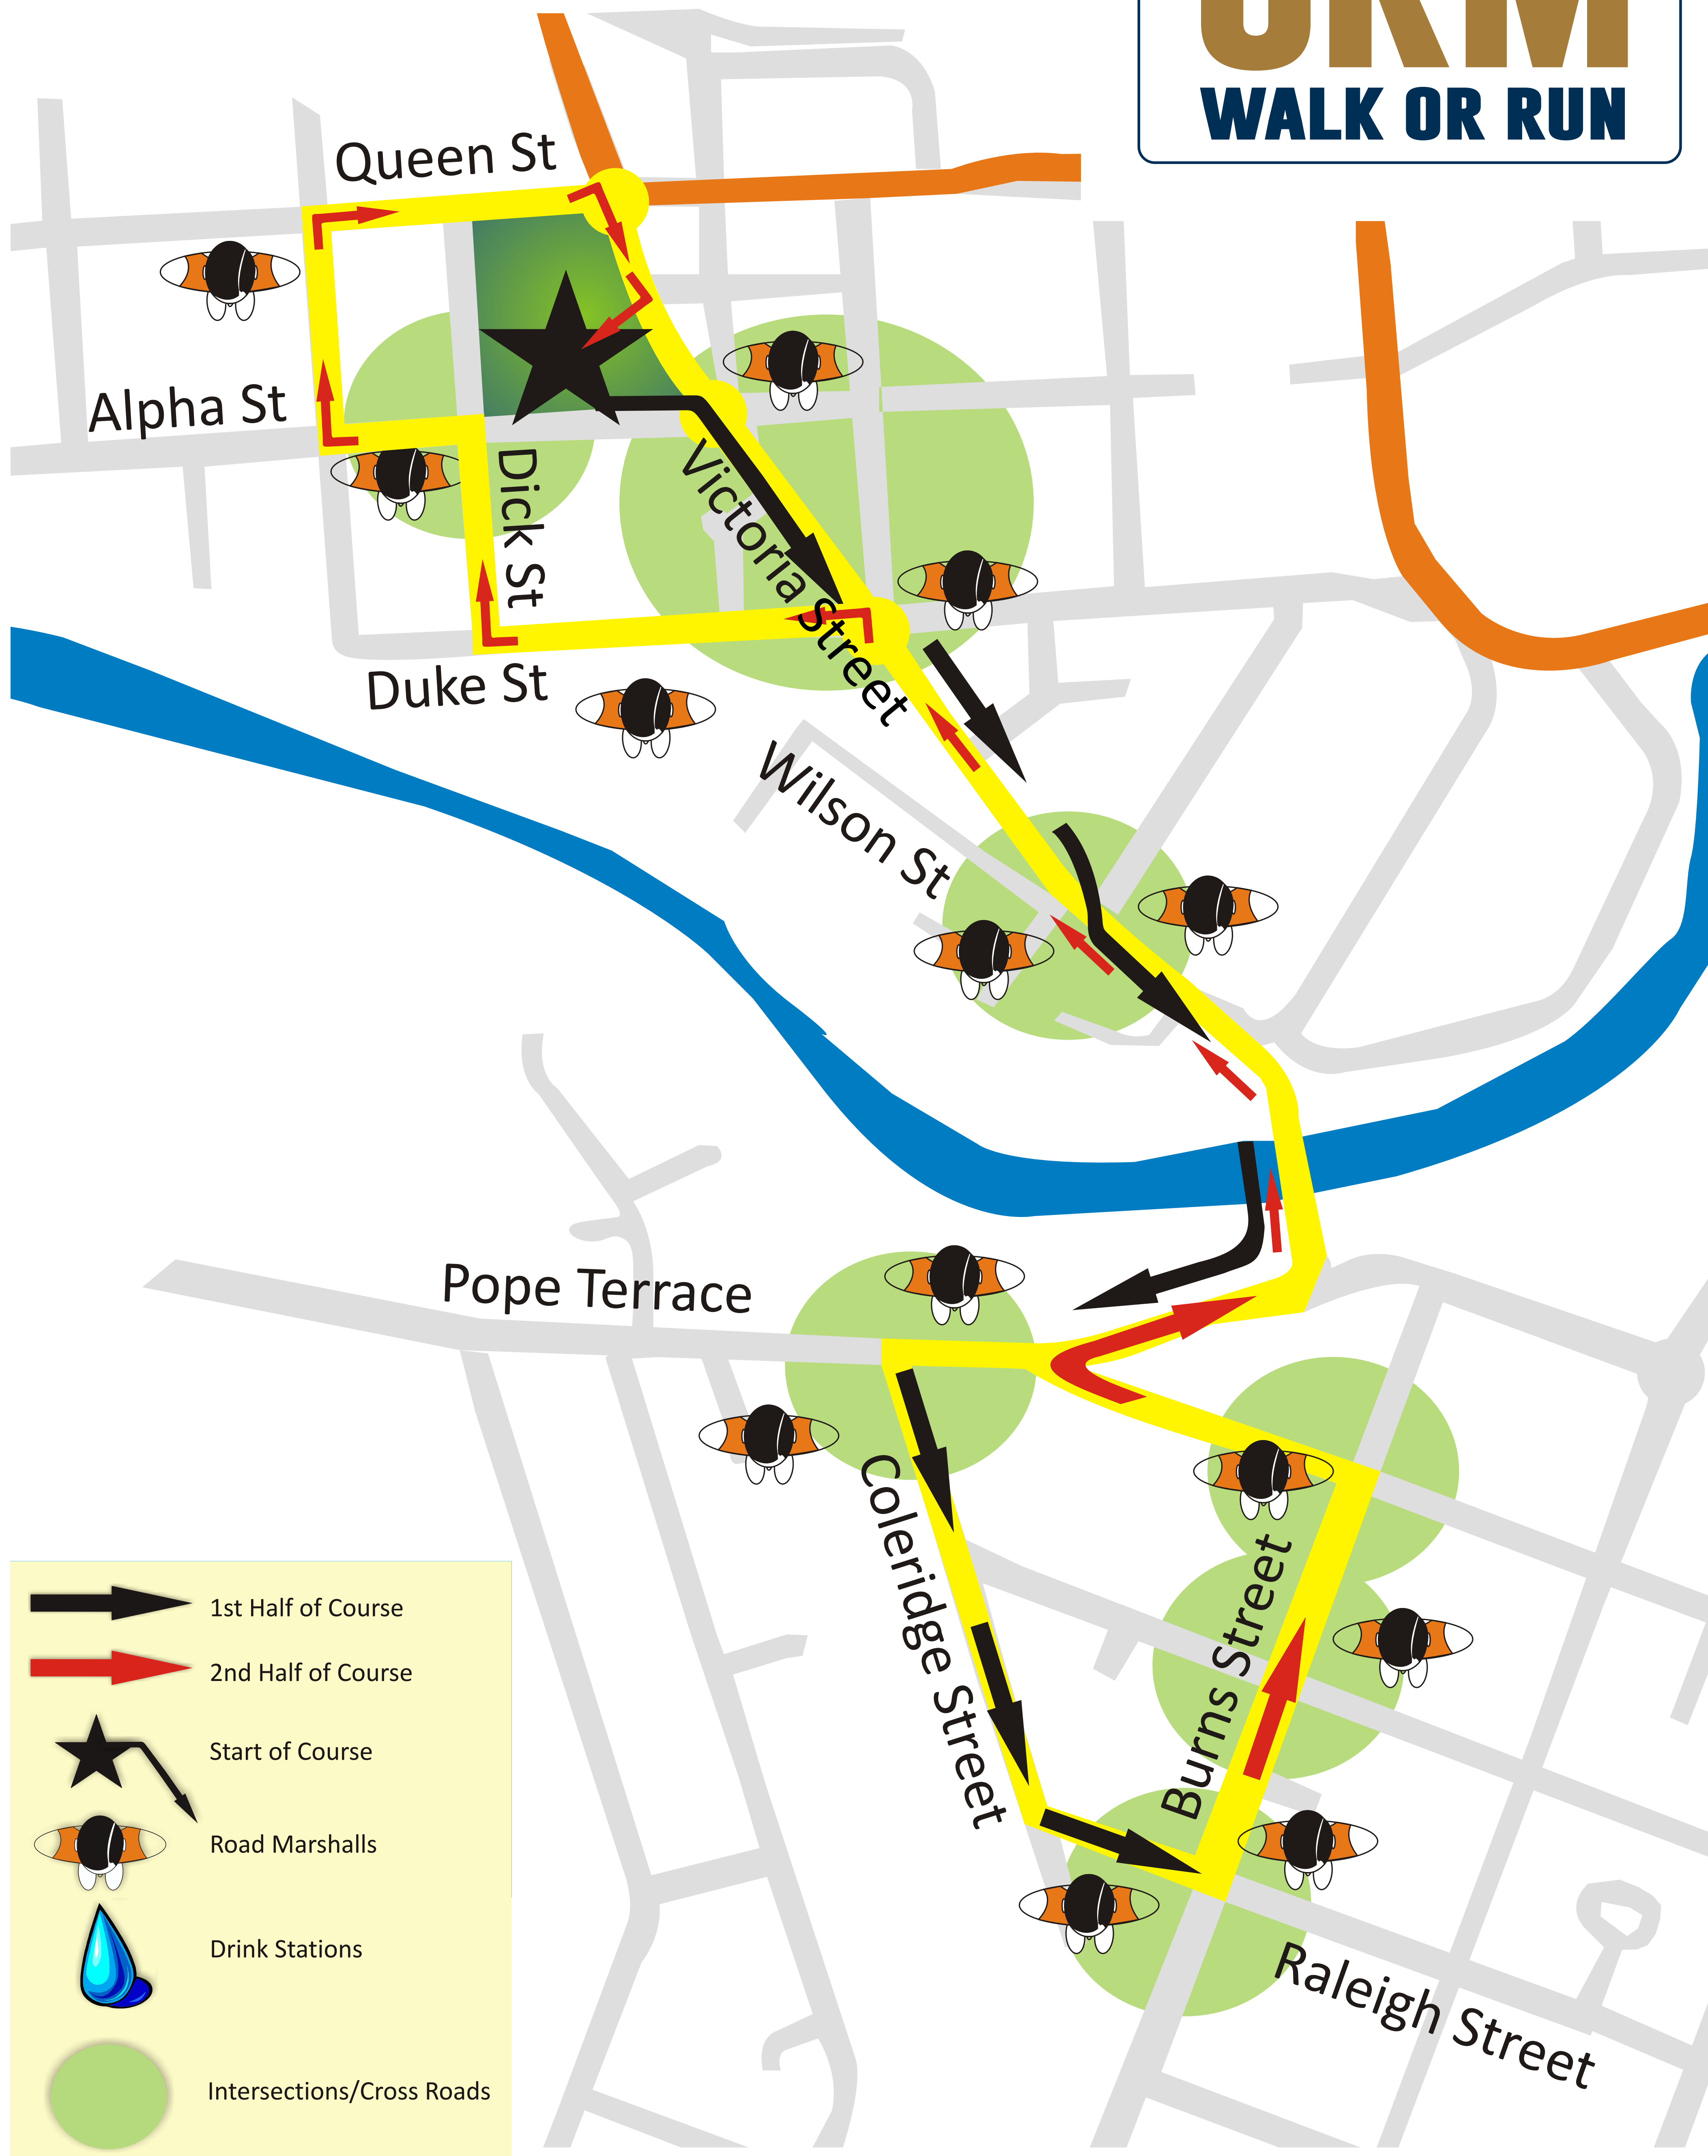 WALK OR RUN
Queen St
Alpha St
Dick St
Victoria Street
Duke St
Wilson St
Pope Terrace
Coleridge Street
Burns Street
Raleigh Street
1st Half of Course
2nd Half of Course
Start of Course
Road Marshalls
Drink Stations
Intersections/Cross Roads